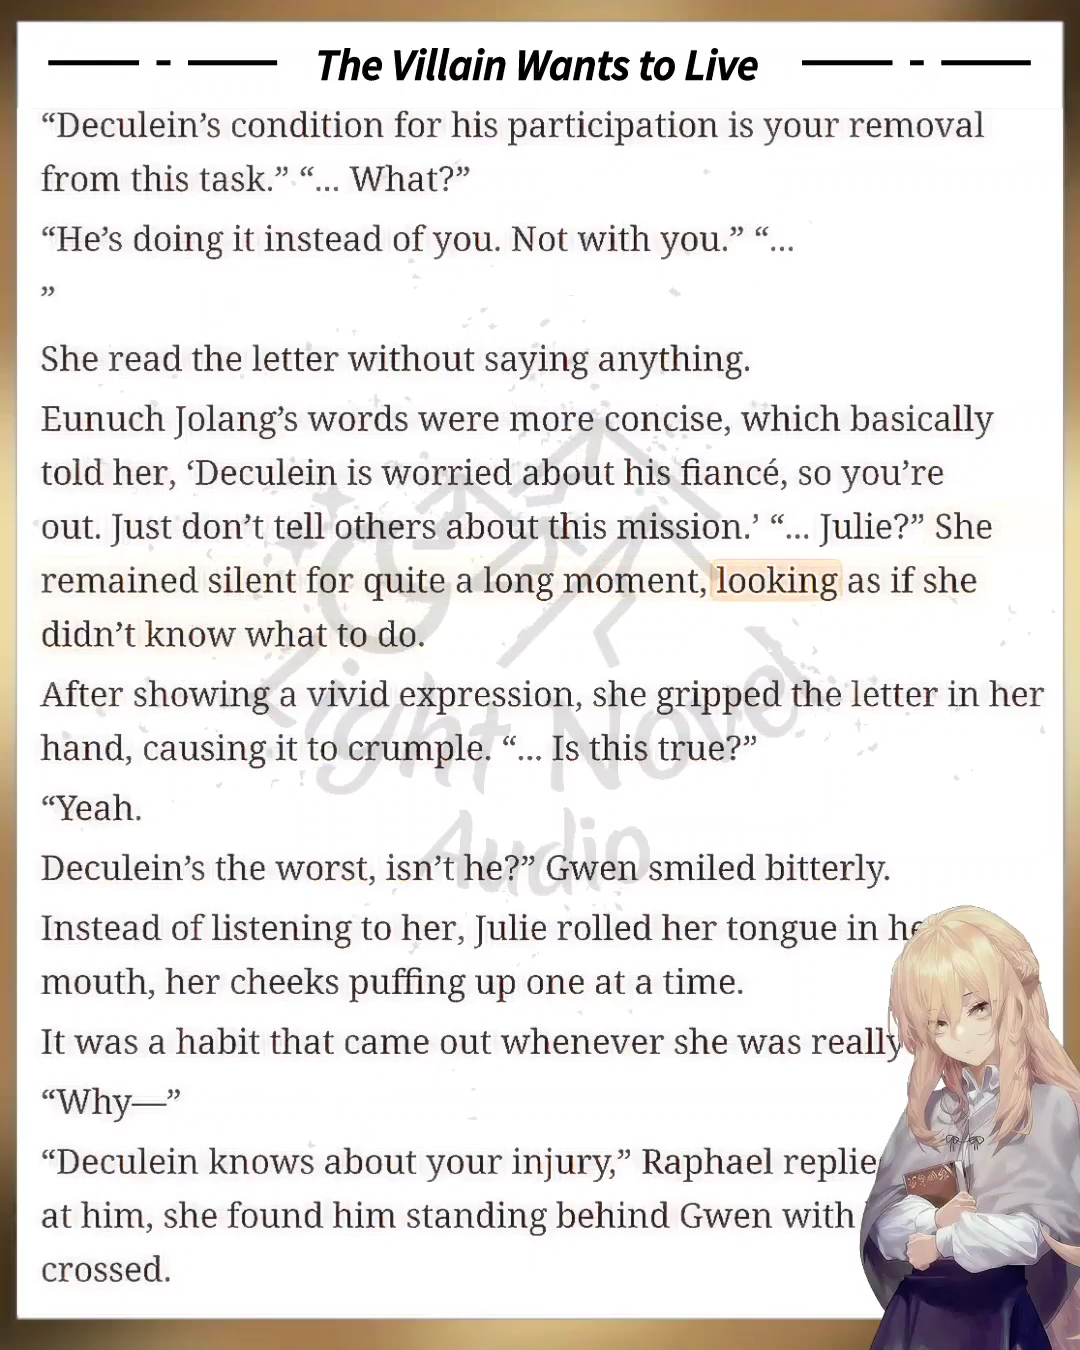 The Villain Wants to Live
“Deculein’s condition for his participation is your removal
from this task.” “... What?”
“He’s doing it instead of you. Not with you.” “...
”
She read the letter without saying anything.
Eunuch Jolang’s words were more concise, which basically
told her, ‘Deculein is worried about his fiancé, so you’re
out. Just don’t tell others about this mission.’ “... Julie?” She
remained silent for quite a long moment, looking as if she
didn’t know what to do.
After showing a vivid expression, she gripped the letter in her
hand, causing it to crumple. “... Is this true?”
“Yeah.
Deculein’s the worst, isn’t he?” Gwen smiled bitterly.
Instead of listening to her, Julie rolled her tongue in
mouth, her cheeks puffing up one at a time.
It was a habit that came out whenever she was really
“Why—”
“Deculein knows about your injury,” Raphael
at him, she found him standing behind Gwen with
crossed.
Light Novel
Audio